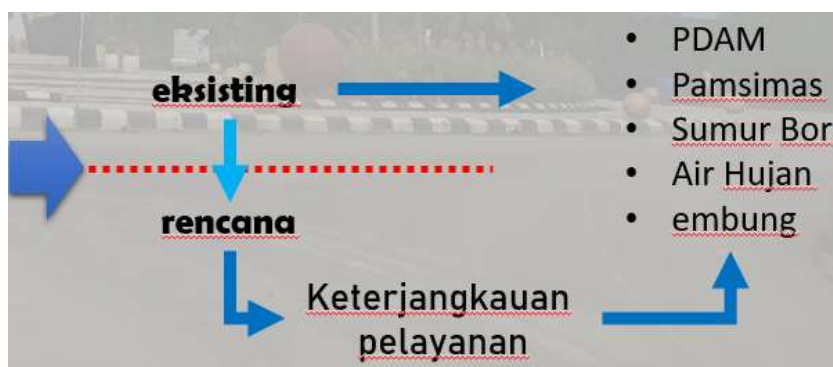 eksisting
rencana
Keterjangkauan
pelayanan
• PDAM
• Pamsimas
• Sumur Bor
• Air Hujan
• embung